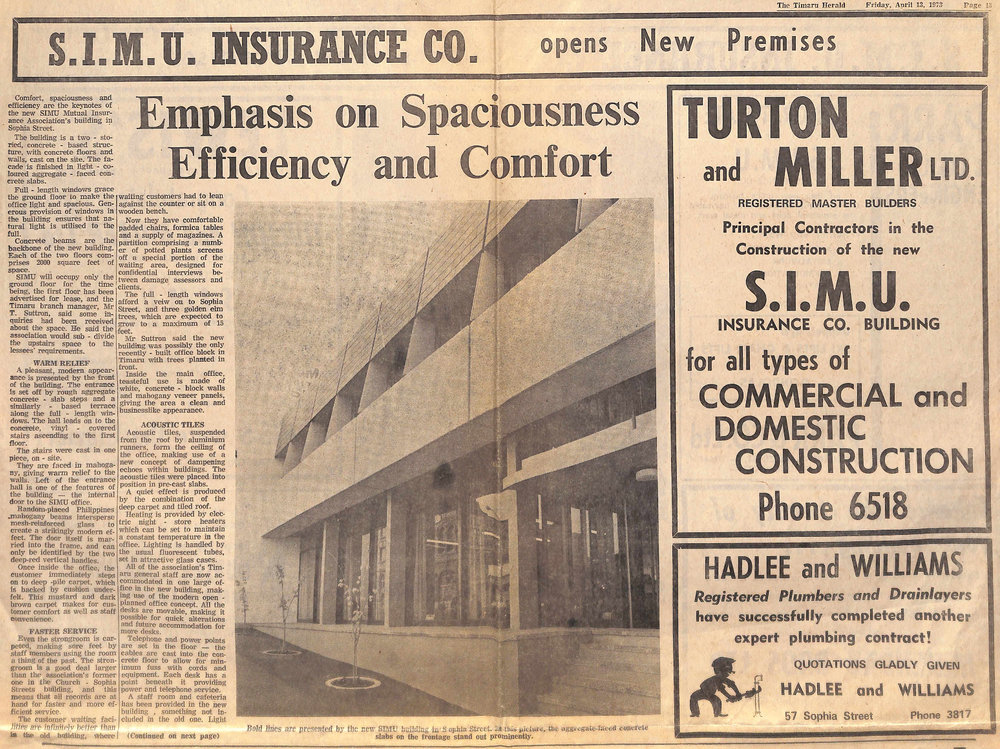 The Timaru Herald Friday, April 13, 1973 Page 13
S.I.M.U. INSURANCE CO. opens New Premises
Emphasis on Spaciousness
Efficiency and Comfort
Comfort, spaciousness and
efficiency are the keynotes of
the new SIMU Mutual Insur-
ance Association's building in
Sophia Street.
The building is a two - sto-
ried, concrete - based struc-
ture, with concrete floors and
walls, cast on the site. The fa-
cade is finished in light - co-
loured aggregate - faced con-
crete slabs.
Full - length windows grace
the ground floor to make the
office light and spacious. Gen-
erous provision of windows in
the building ensures that na-
tural light is utilised to the
full.
Concrete beams are the
backbone of the new building.
Each of the two floors com-
prises 2000 square feet of
space.
SIMU will occupy only the
ground floor for the time
being, the first floor has been
advertised for lease, and the
Timaru branch manager, Mr
T. Suttron, said some in-
quiries had been received
about the space. He said the
association would sub - divide
the upstairs space to the
lessees' requirements.
WARM RELIEF
A pleasant, modern appear-
ance is presented by the front
of the building. The entrance
is set off by rough aggregate
concrete - slab steps and a
similarly - based terrace
along the full - length win-
dows. The hall leads on to the
concrete, vinyl - covered
stairs ascending to the first
floor.
The stairs were cast in one
piece, on - site.
They are faced in mahoga-
ny, giving warm relief to the
walls. Left of the entrance
hall is one of the features of
the building — the internal
door to the SIMU office.
Random-placed Philippines
mahogany beams intersperse
mesh-reinforced glass to
create a strikingly modern ef-
fect. The door itself is mar-
ried into the frame, and can
only be identified by the two
deep-red vertical handles.
Once inside the office, the
customer immediately steps
on to deep -pile carpet, which
is backed by cushion under-
felt. This mustard and dark
brown carpet makes for cus-
tomer comfort as well as staff
convenience.
FASTER SERVICE
Even the strongroom is car-
peted, making sore feet by
staff members using the room
a thing of the past. The stron-
groom is a good deal larger
than the association's former
one in the Church - Sophia
Streets building, and this
means that all records are at
hand for faster and more ef-
ficient service.
The customer waiting faci-
lities are infinitely better than
in the old building, where
waiting customers had to lean
against the counter or sit on a
wooden bench.
Now they have comfortable
padded chairs, formica tables
and a supply of magazines. A
partition comprising a numb-
er of potted plants screens
off a special portion of the
waiting area, designed for
confidential interviews be-
tween damage assessors and
clients.
The full - length windows
afford a veiw ou to Sophia
Street, and three golden elm
trees, which are expected to
grow to a maximum of 15
feet.
Mr Suttron said the new
building was possibly the only
recently - built office block in
Timaru with trees planted in
front.
Inside the main office,
teasteful use is made of
white, concrete - block walls
and mahogany veneer panels,
giving the area a clean and
businesslike appearance.
ACOUSTIC TILES
Acoustic tiles, suspended
from the roof by aluminium
runners, form the ceiling of
the office, making use of a
new concept of dampening
echoes within buildings. The
acoustic tiles were placed into
position in pre-cast slabs.
A quiet effect is produced
by the combination of the
deep carpet and tiled roof.
Heating is provided by elec-
tric night - store heaters
which can be set to maintain
a constant temperature in the
office. Lighting is handled by
the usual fluorescent tubes,
set in attractive glass cases.
All of the association's Tim-
aru general staff are now ac-
commodated in one large of-
fice in the new building, mak-
ing use of the modern open -
planned office concept. All the
desks are movable, making it
possible for quick alterations
and future accommodation for
more desks.
Telephone and power points
are set in the floor — the
cables are cast into the con-
crete floor to allow for min-
imum fuss with cords and
equipment. Each desk has a
point beneath it providing
power and telephone service.
A staff room and cafeteria
has been provided in the new
building , something not in-
cluded in the old one. Light
(Continued on next page)
Bold lines are presented by the new SIMU building in Sophia Street. In this picture, the aggregate-faced concrete
slabs on the frontage stand out prominently.
TURTON
and MILLER LTD.
REGISTERED MASTER BUILDERS
Principal Contractors in the
Construction of the new
S.I.M.U.
INSURANCE CO. BUILDING
for all types of
COMMERCIAL and
DOMESTIC
CONSTRUCTION
Phone 6518
HADLEE and WILLIAMS
Registered Plumbers and Drainlayers
have successfully completed another
expert plumbing contract!
QUOTATIONS GLADLY GIVEN
HADLEE and WILLIAMS
57 Sophia Street Phone 3817